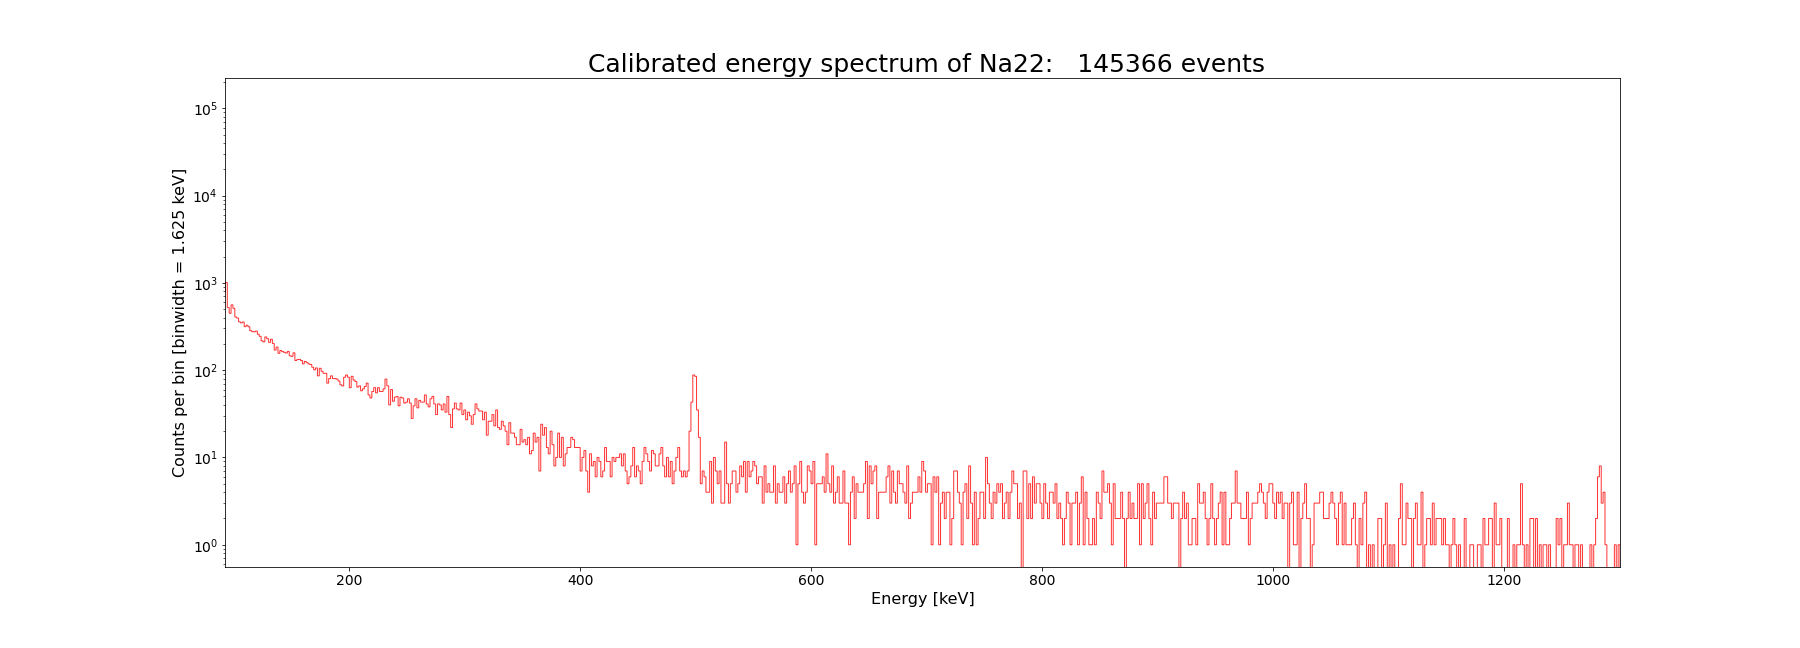 Calibrated energy spectrum of Na22:   145366 events
Counts per bin [binwidth = 1.625 keV]
10^5
10^4
10^3
10^2
10^1
10^0
200 400 600 800 1000 1200
Energy [keV]